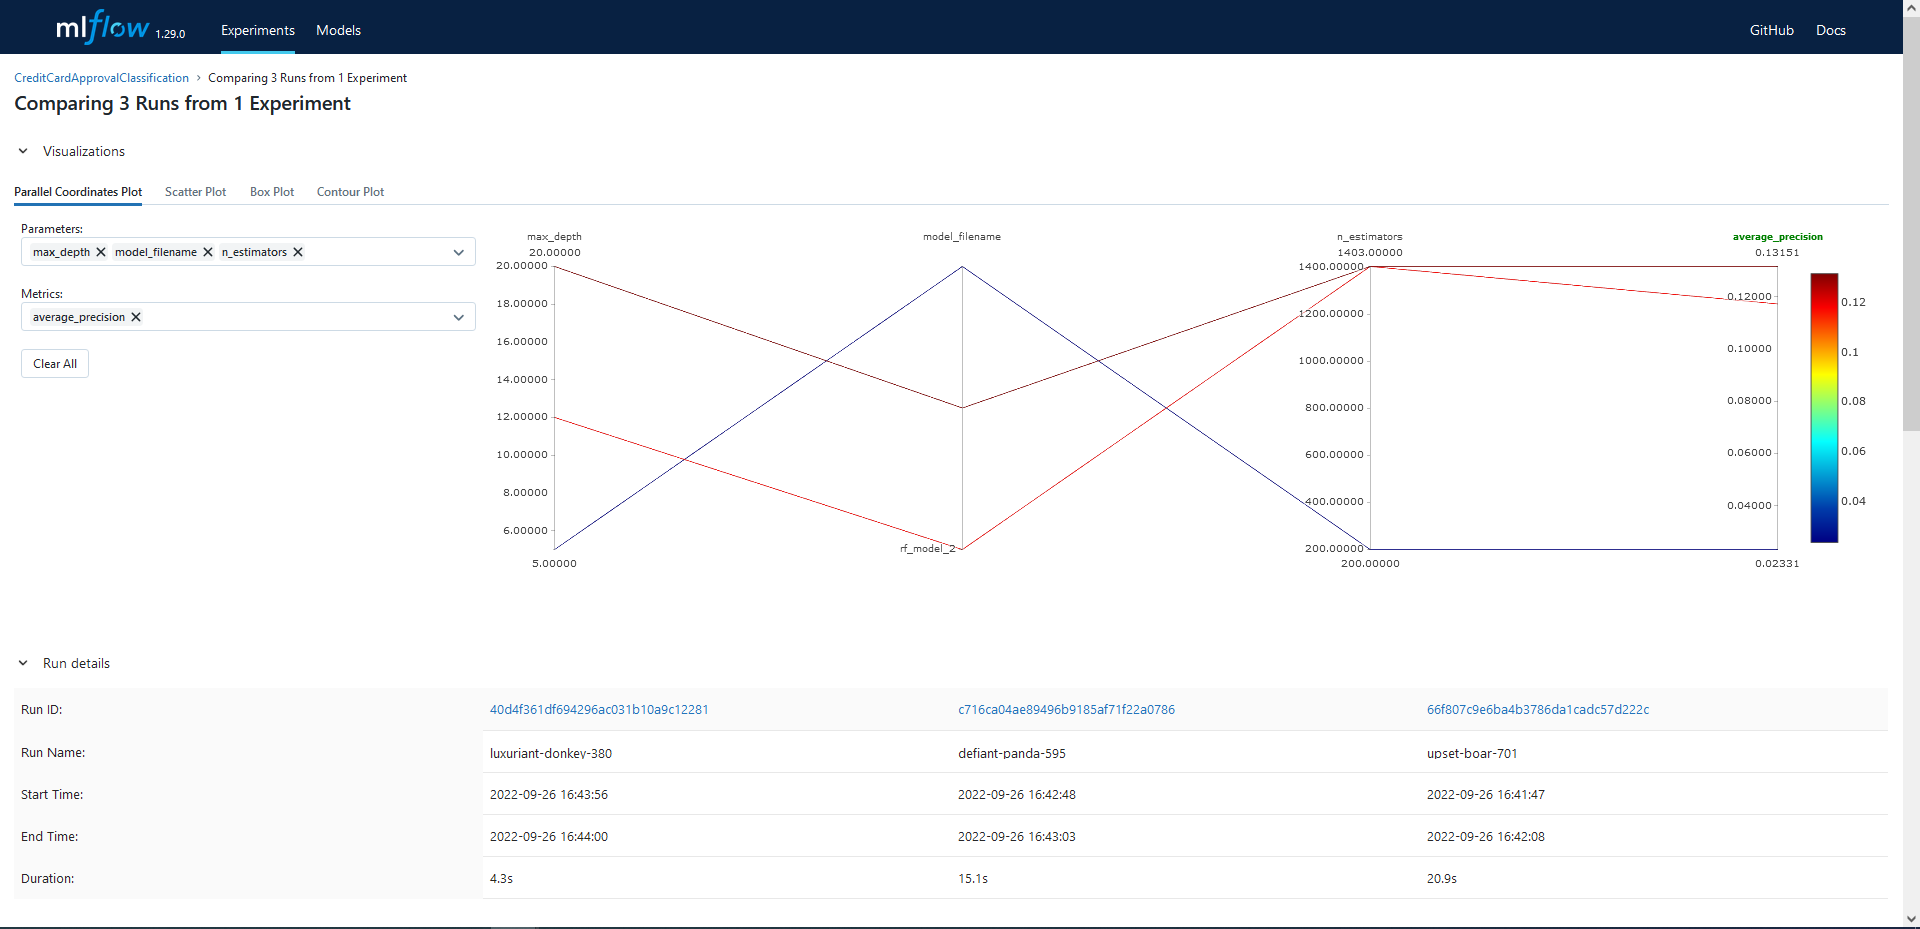 mlflow 1.29.0 Experiments Models GitHub Docs
CreditCardApprovalClassification › Comparing 3 Runs from 1 Experiment
Comparing 3 Runs from 1 Experiment
Visualizations
Parallel Coordinates Plot Scatter Plot Box Plot Contour Plot
Parameters:
max_depth model_filename n_estimators
Metrics:
average_precision
Clear All
max_depth
20.00000
20.00000
18.00000
16.00000
14.00000
12.00000
10.00000
8.00000
6.00000
5.00000
model_filename
rf_model_2
n_estimators
1403.00000
1400.00000
1200.00000
1000.00000
800.00000
600.00000
400.00000
200.00000
200.00000
average_precision
0.13151
0.12000
0.10000
0.08000
0.06000
0.04000
0.02331
0.12
0.1
0.08
0.06
0.04
Run details
Run ID: 40d4f361df694296ac031b10a9c12281 c716ca04ae89496b9185af71f22a0786 66f807c9e6ba4b3786da1cadc57d222c
Run Name: luxuriant-donkey-380 defiant-panda-595 upset-boar-701
Start Time: 2022-09-26 16:43:56 2022-09-26 16:42:48 2022-09-26 16:41:47
End Time: 2022-09-26 16:44:00 2022-09-26 16:43:03 2022-09-26 16:42:08
Duration: 4.3s 15.1s 20.9s